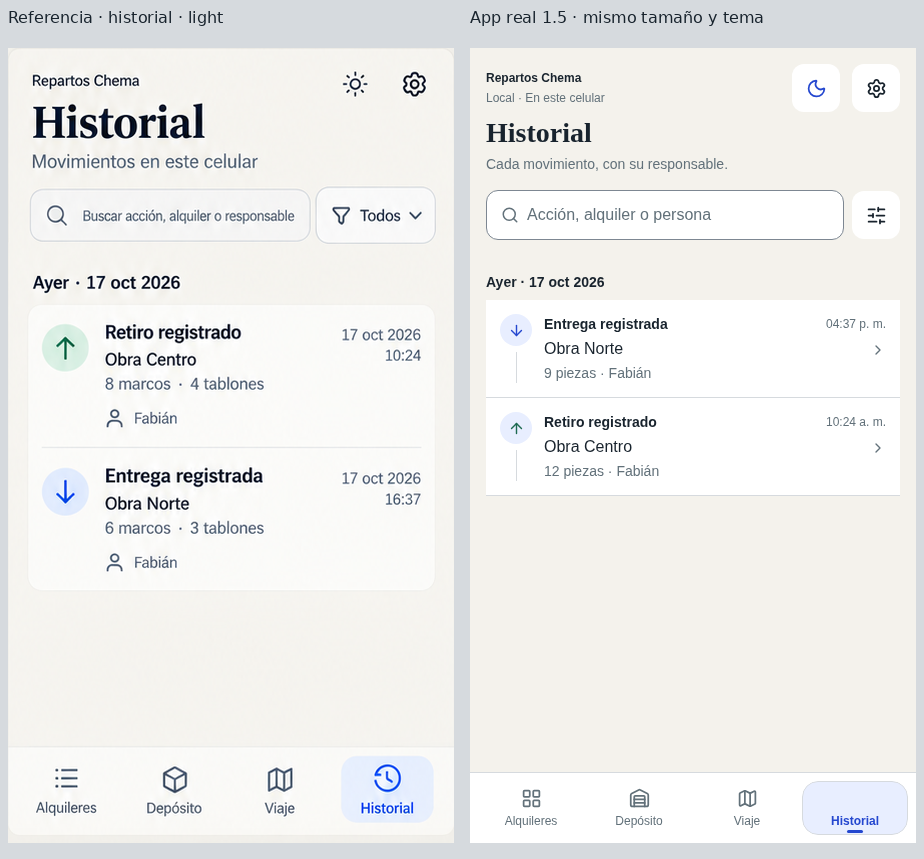 Referencia · historial · light
Repartos Chema
Historial
Movimientos en este celular
Buscar acción, alquiler o responsable
Todos
Ayer · 17 oct 2026
Retiro registrado
17 oct 2026
Obra Centro
10:24
8 marcos · 4 tablones
Fabián
Entrega registrada
17 oct 2026
Obra Norte
16:37
6 marcos · 3 tablones
Fabián
Alquileres
Depósito
Viaje
Historial
App real 1.5 · mismo tamaño y tema
Repartos Chema
Local · En este celular
Historial
Cada movimiento, con su responsable.
Acción, alquiler o persona
Ayer · 17 oct 2026
Entrega registrada
04:37 p. m.
Obra Norte
9 piezas · Fabián
Retiro registrado
10:24 a. m.
Obra Centro
12 piezas · Fabián
Alquileres
Depósito
Viaje
Historial